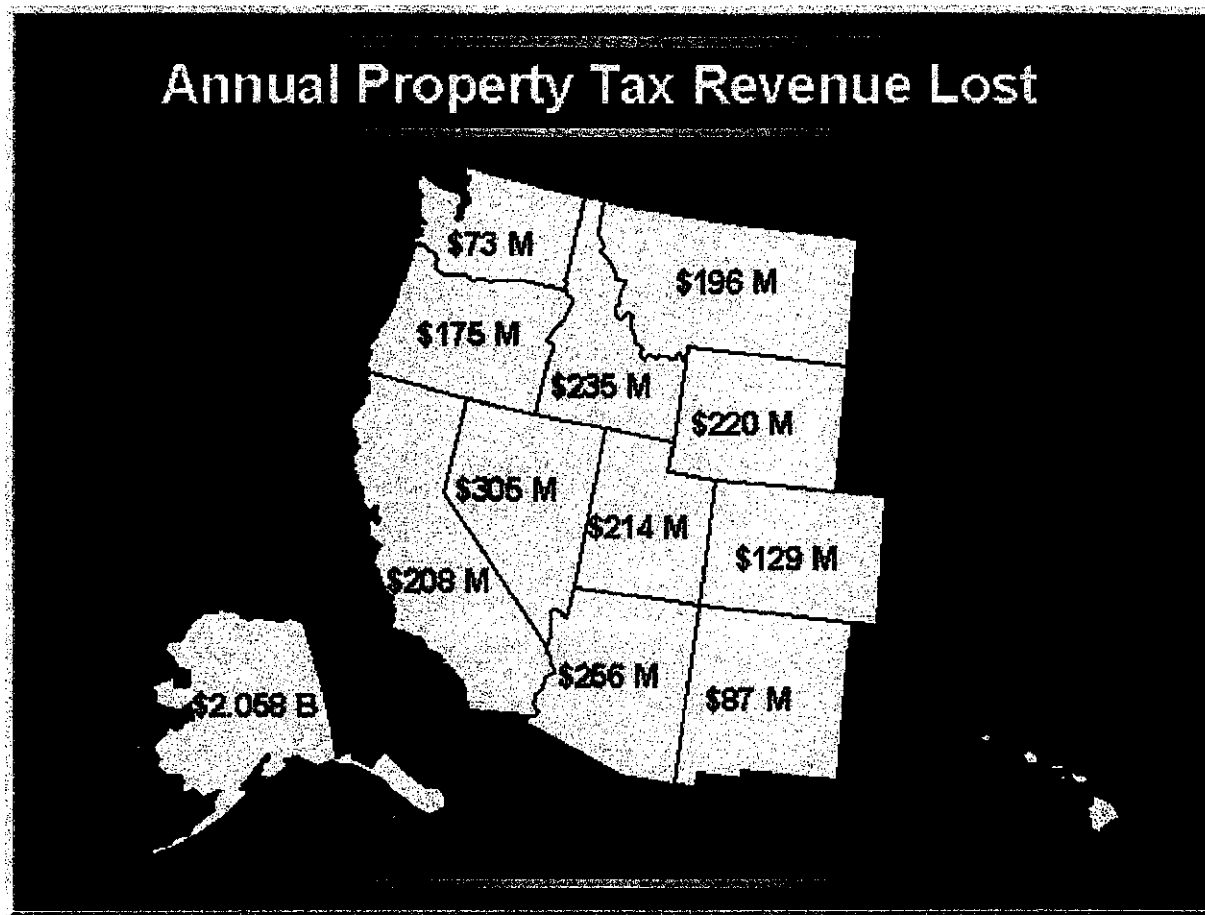 Annual Property Tax Revenue Lost
$73 M
$196 M
$175 M
$235 M
$220 M
$305 M
$214 M
$129 M
$208 M
$256 M
$87 M
$2.058 B